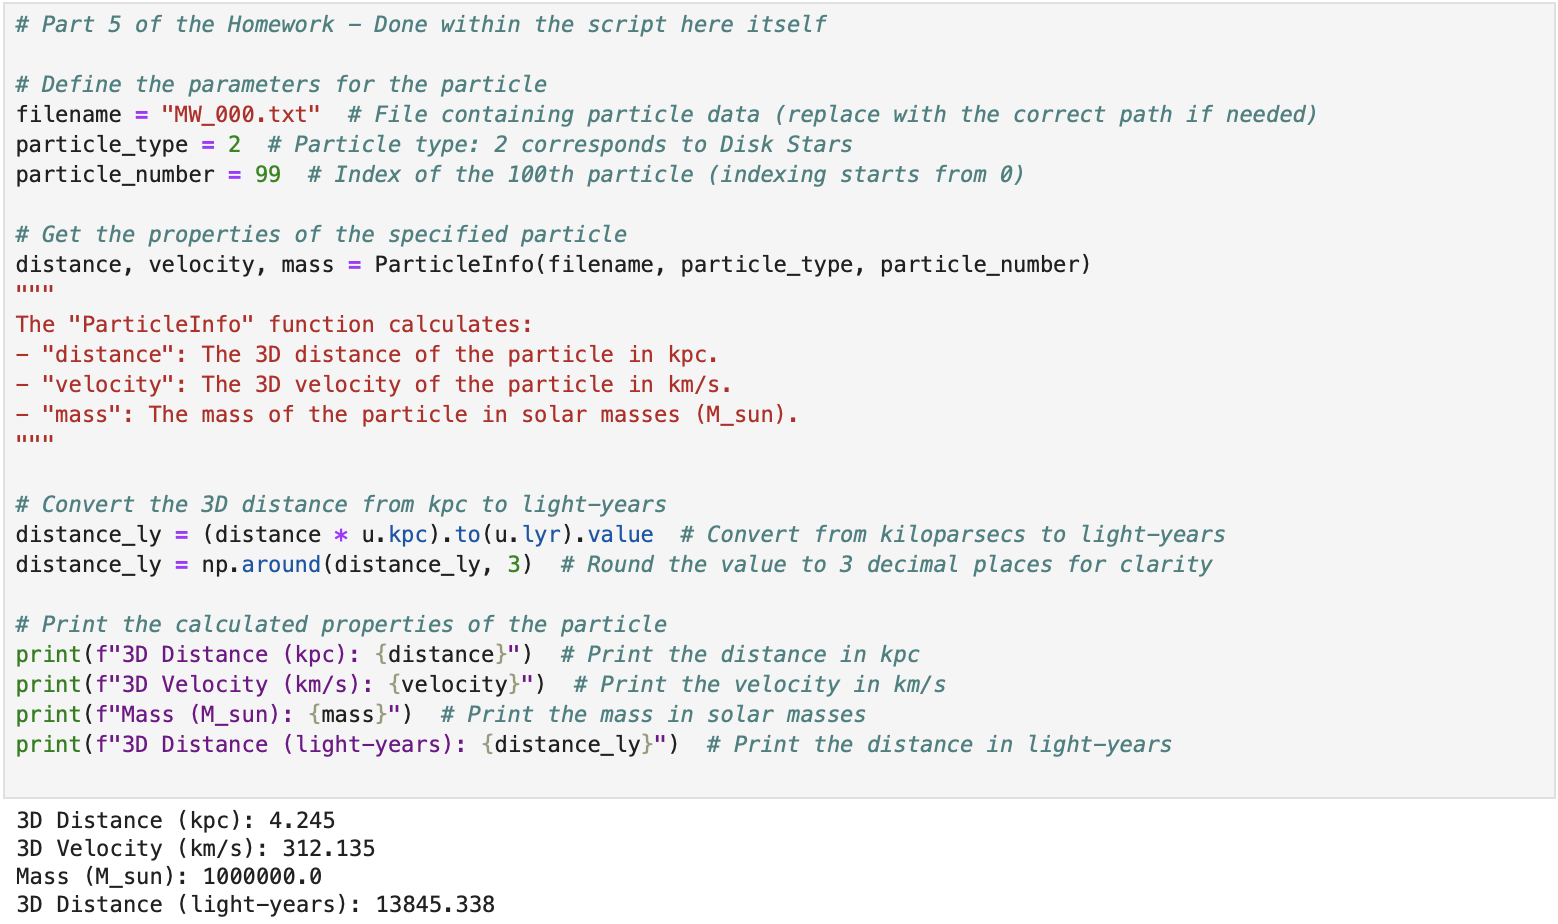 # Part 5 of the Homework – Done within the script here itself
# Define the parameters for the particle
filename = "MW_000.txt"  # File containing particle data (replace with the correct path if needed)
particle_type = 2  # Particle type: 2 corresponds to Disk Stars
particle_number = 99  # Index of the 100th particle (indexing starts from 0)
# Get the properties of the specified particle
distance, velocity, mass = ParticleInfo(filename, particle_type, particle_number)
"""
The "ParticleInfo" function calculates:
– "distance": The 3D distance of the particle in kpc.
– "velocity": The 3D velocity of the particle in km/s.
– "mass": The mass of the particle in solar masses (M_sun).
"""
# Convert the 3D distance from kpc to light–years
distance_ly = (distance * u.kpc).to(u.lyr).value  # Convert from kiloparsecs to light–years
distance_ly = np.around(distance_ly, 3)  # Round the value to 3 decimal places for clarity
# Print the calculated properties of the particle
print(f"3D Distance (kpc): {distance}")  # Print the distance in kpc
print(f"3D Velocity (km/s): {velocity}")  # Print the velocity in km/s
print(f"Mass (M_sun): {mass}")  # Print the mass in solar masses
print(f"3D Distance (light–years): {distance_ly}")  # Print the distance in light–years
3D Distance (kpc): 4.245
3D Velocity (km/s): 312.135
Mass (M_sun): 1000000.0
3D Distance (light–years): 13845.338